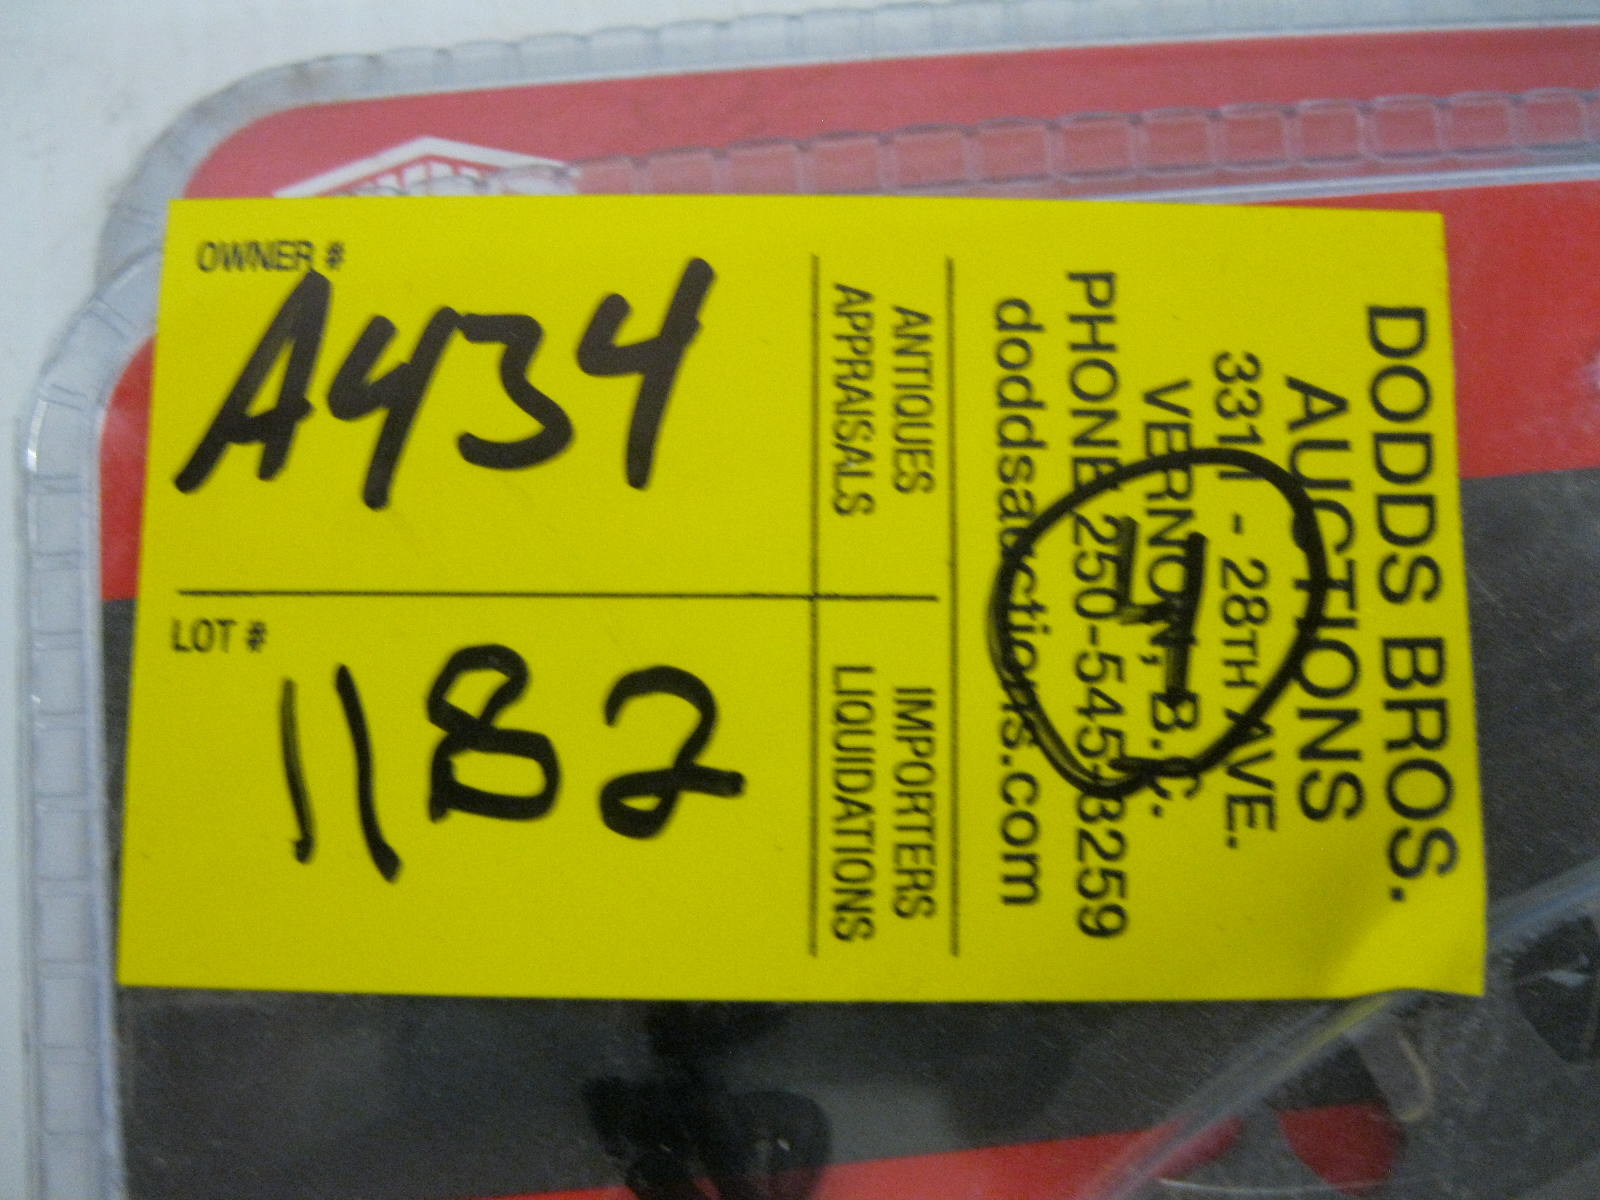 OWNER #
A434
LOT #
1182
ANTIQUES
APPRAISALS
IMPORTERS
LIQUIDATIONS
DODDS BROS.
AUCTIONS
3311 - 28TH AVE.
VERNON, B.C.
PHONE 250-545-3259
doddsauctions.com
4